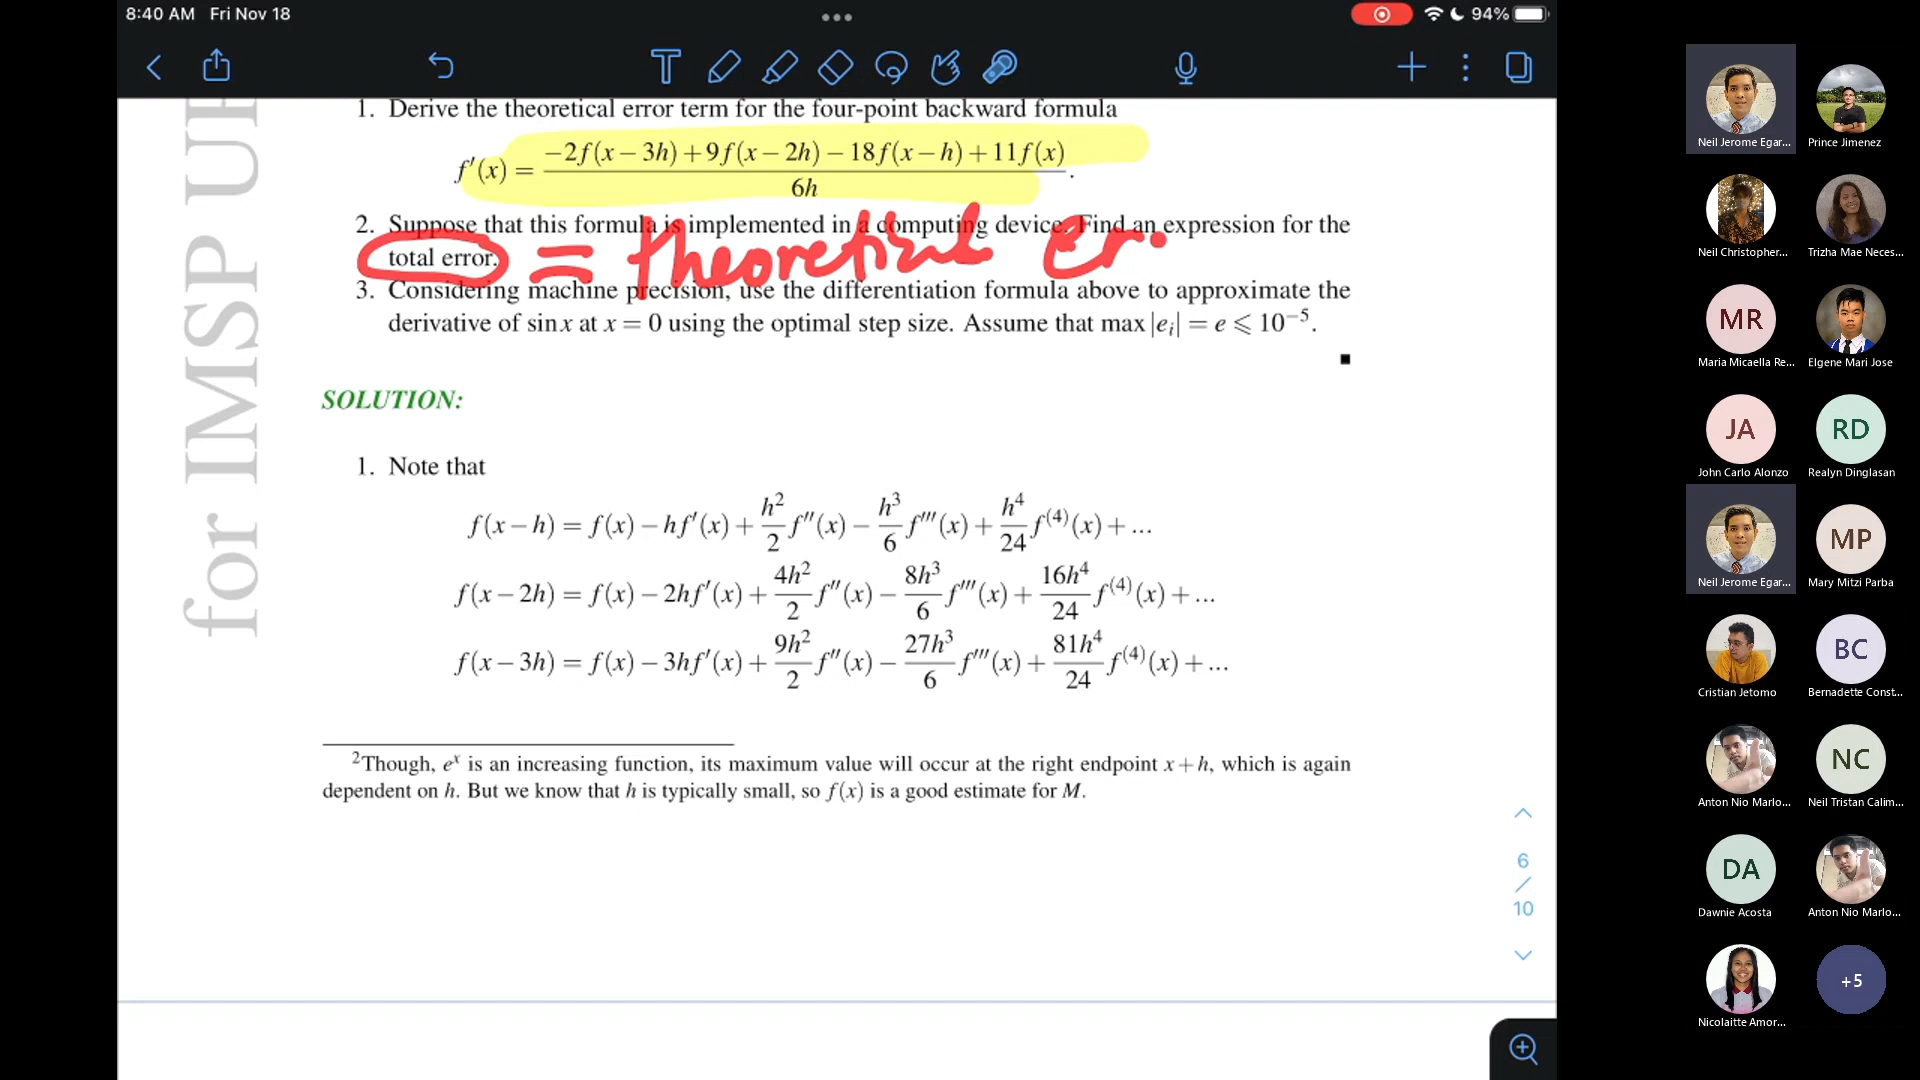 8:40 AM Fri Nov 18
94%
T
for IMSP U
1. Derive the theoretical error term for the four-point backward formula
f′(x) = (−2f(x−3h)+9f(x−2h)−18f(x−h)+11f(x))/6h.
2. Suppose that this formula is implemented in a computing device. Find an expression for the
total error.
= theoretical er
3. Considering machine precision, use the differentiation formula above to approximate the
derivative of sin x at x = 0 using the optimal step size. Assume that max |eᵢ| = e ⩽ 10⁻⁵.
SOLUTION:
1. Note that
f(x−h) = f(x) − hf′(x) + h²/2 f″(x) − h³/6 f‴(x) + h⁴/24 f⁽⁴⁾(x) + ...
f(x−2h) = f(x) − 2hf′(x) + 4h²/2 f″(x) − 8h³/6 f‴(x) + 16h⁴/24 f⁽⁴⁾(x) + ...
f(x−3h) = f(x) − 3hf′(x) + 9h²/2 f″(x) − 27h³/6 f‴(x) + 81h⁴/24 f⁽⁴⁾(x) + ...
²Though, eˣ is an increasing function, its maximum value will occur at the right endpoint x+h, which is again
dependent on h. But we know that h is typically small, so f(x) is a good estimate for M.
6
/
10
Neil Jerome Egar... Prince Jimenez
Neil Christopher... Trizha Mae Neces...
MR
Maria Micaella Re... Elgene Mari Jose
JA RD
John Carlo Alonzo Realyn Dinglasan
MP
Neil Jerome Egar... Mary Mitzi Parba
BC
Cristian Jetomo Bernadette Const...
NC
Anton Nio Marlo... Neil Tristan Calim...
DA
Dawnie Acosta Anton Nio Marlo...
+5
Nicolaitte Amor...